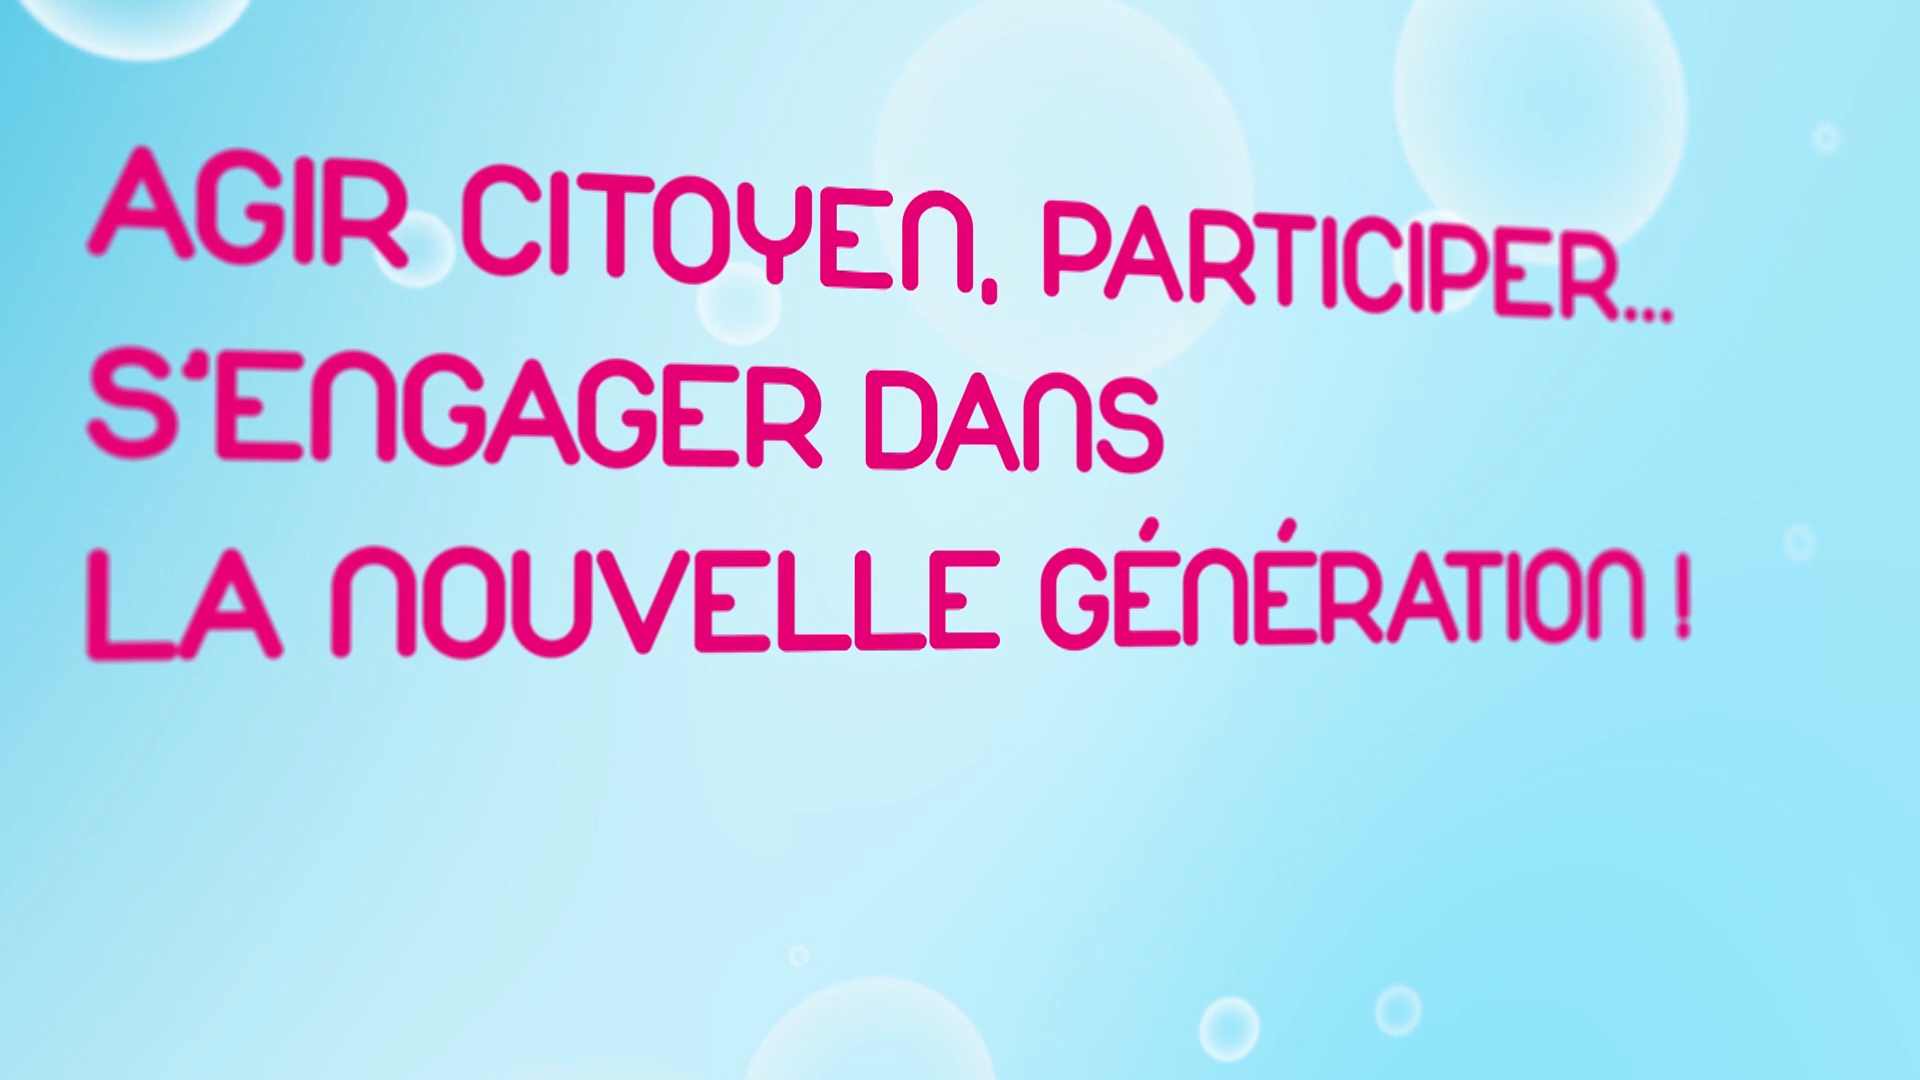 AGIR CITOYEN, PARTICIPER...
S'ENGAGER DANS
LA NOUVELLE GÉNÉRATION !